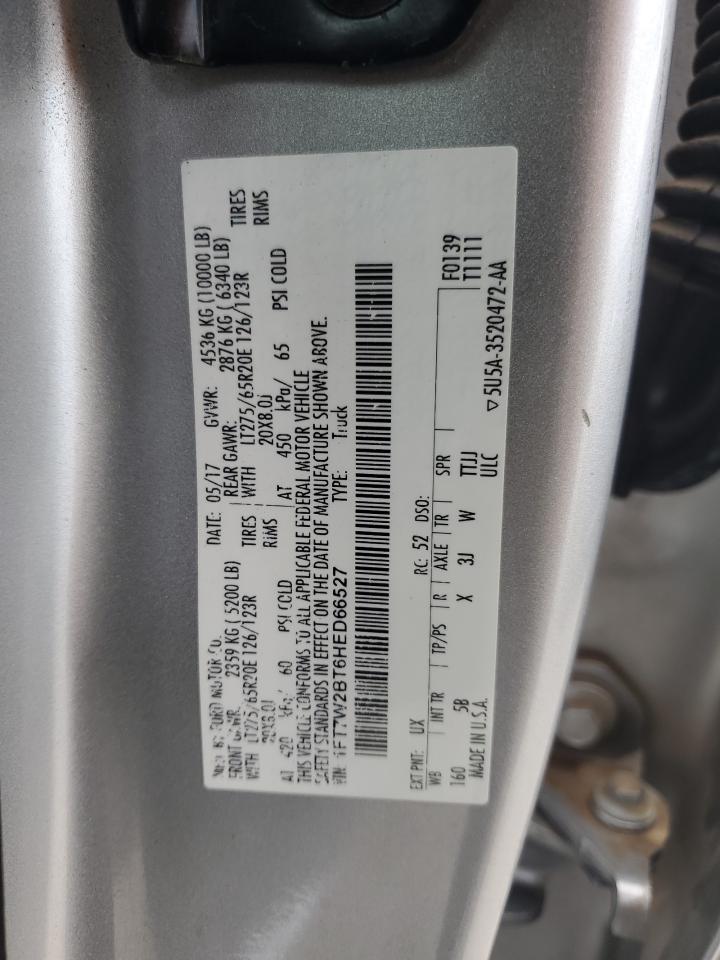 MFD. BY FORD MOTOR CO.
DATE: 05/17 GVWR: 4536 KG (10000 LB)
FRONT GAWR: 2359 KG ( 5200 LB) REAR GAWR: 2876 KG ( 6340 LB)
WITH LT275/65R20E 126/123R TIRES WITH LT275/65R20E 126/123R TIRES
20X8.0J RIMS 20X8.0J RIMS
AT 420 kPa/ 60 PSI COLD AT 450 kPa/ 65 PSI COLD
THIS VEHICLE CONFORMS TO ALL APPLICABLE FEDERAL MOTOR VEHICLE
SAFETY STANDARDS IN EFFECT ON THE DATE OF MANUFACTURE SHOWN ABOVE.
VIN: 1FT7W2BT6HED66527 TYPE: Truck
EXT PNT: UX RC: 52 DSO:
WB INT TR TP/PS R AXLE TR SPR F0139
160 5B X 3J W TTJJ T1111
MADE IN U.S.A. ULC
▽5U5A-3520472-AA